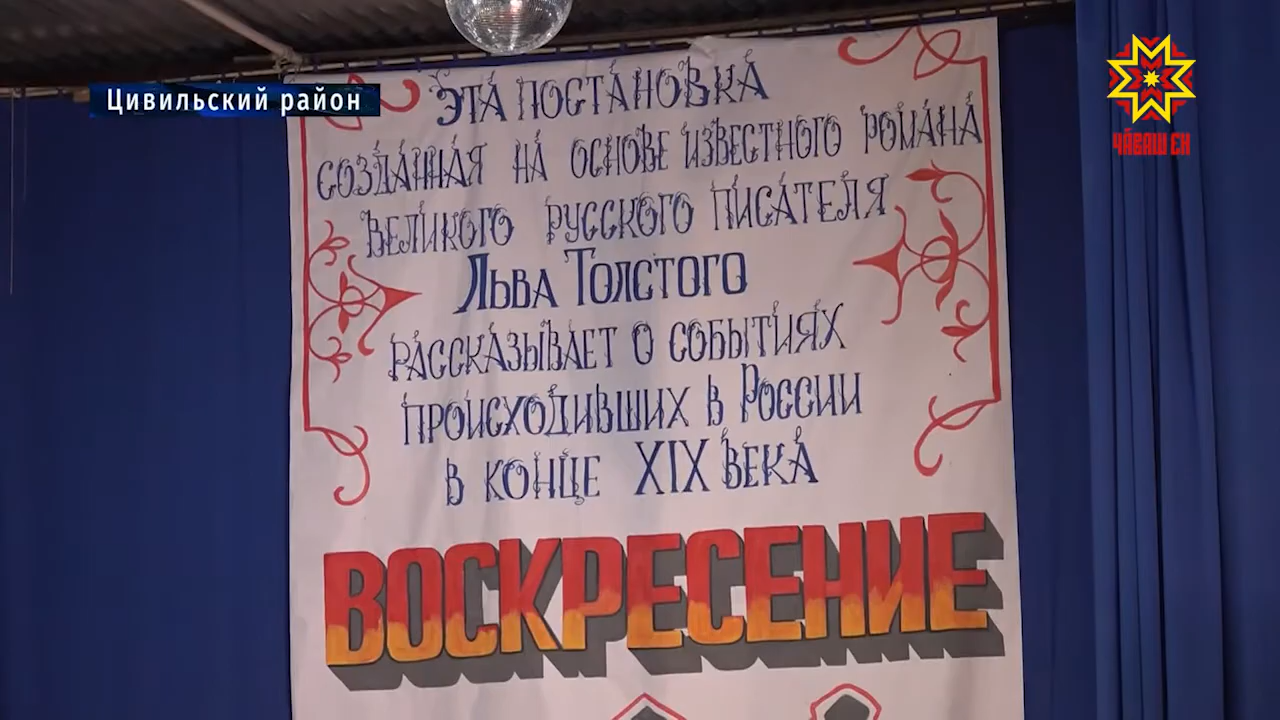 Цивильский район
ЧӐВАШ ЕН
ЭТА ПОСТАНОВКА
СОЗДАННАЯ НА ОСНОВЕ ИЗВЕСТНОГО РОМАНА
ВЕЛИКОГО РУССКОГО ПИСАТЕЛЯ
ЛЬВА ТОЛСТОГО
РАССКАЗЫВАЕТ О СОБЫТИЯХ
ПРОИСХОДИВШИХ В РОССИИ
В КОНЦЕ XIX ВЕКА
ВОСКРЕСЕНИЕ